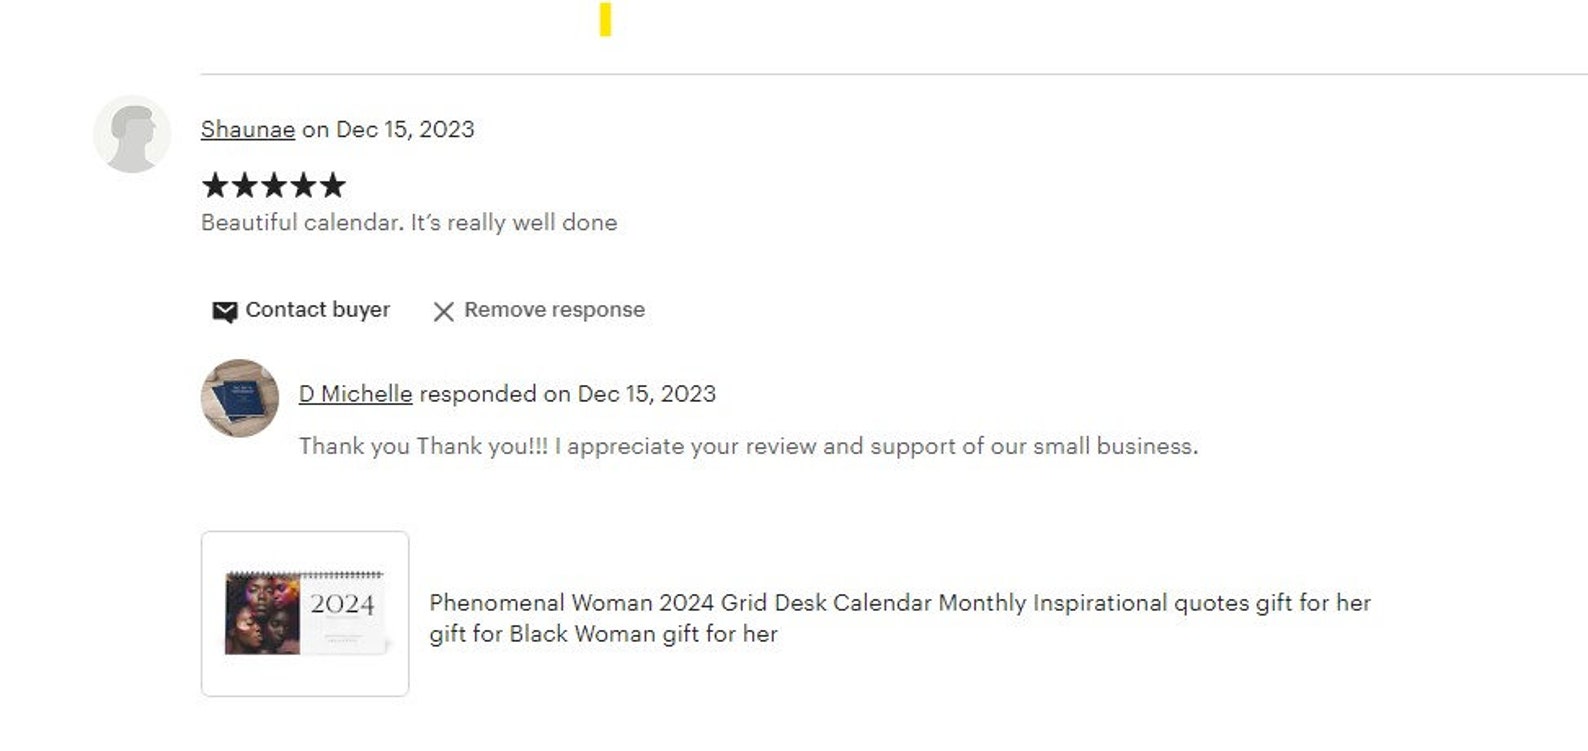 Shaunae on Dec 15, 2023
Beautiful calendar. It’s really well done
Contact buyer
Remove response
D Michelle responded on Dec 15, 2023
Thank you Thank you!!! I appreciate your review and support of our small business.
2024
Phenomenal Woman 2024 Grid Desk Calendar Monthly Inspirational quotes gift for her
gift for Black Woman gift for her